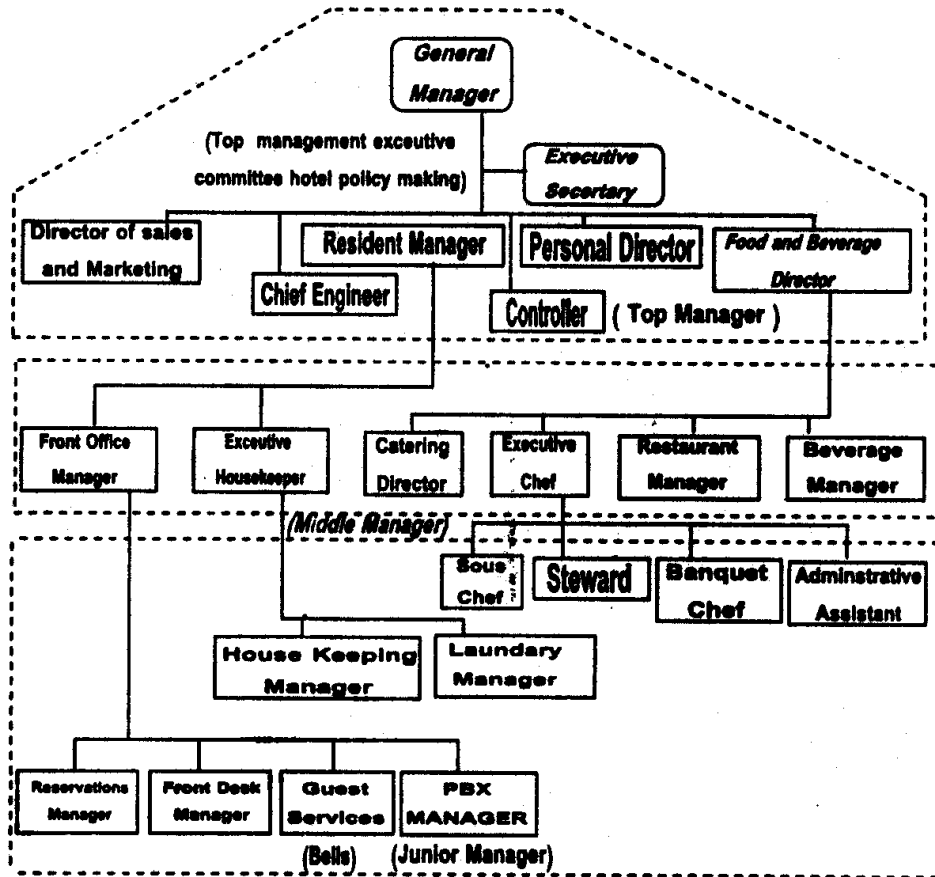 General
Manager
(Top management exceutive
committee hotel policy making)
Executive
Secertary
Director of sales
and Marketing
Chief Engineer
Resident Manager
Controller
Personal Director
Food and Beverage
Director
( Top Manager )
Front Office
Manager
Exceutive
Housekeeper
Catering
Director
Executive
Chef
Restaurant
Manager
Beverage
Manager
(Middle Manager)
Sous
Chef
Steward
Banquet
Chef
Adminstrative
Assistant
House Keeping
Manager
Laundary
Manager
Reservations
Manager
Front Desk
Manager
Guest
Services
PBX
MANAGER
(Bells)
(Junior Manager)